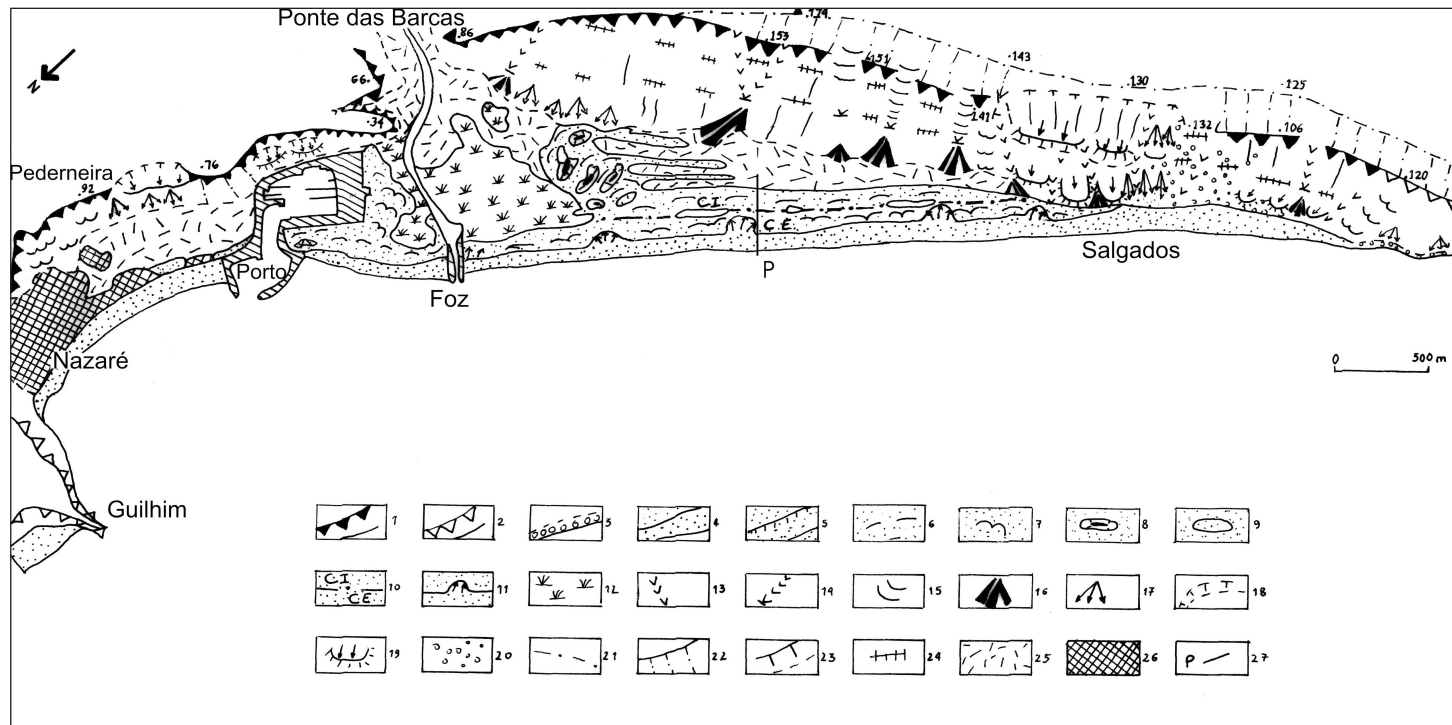 Ponte das Barcas
.174
.86
.153
.143
.151
66.
.130
.125
N
.34
141
.132
.106
.76
Pederneira
92
120
C.I.
C.E.
Salgados
Porto
P
Foz
0 500 m
Nazaré
Guilhim
1 2 3 4 5 6 7 8 9
CI
CE
10 11 12 13 14 15 16 17 18
19 20 21 22 23 24 25 26 P 27